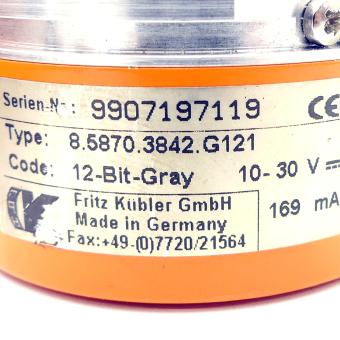 Serien-Nr.: 9907197119 CE
Type: 8.5870.3842.G121
Code: 12-Bit-Gray 10- 30 V
Fritz Kübler GmbH
Made in Germany 169 mA
Fax:+49-(0)7720/21564